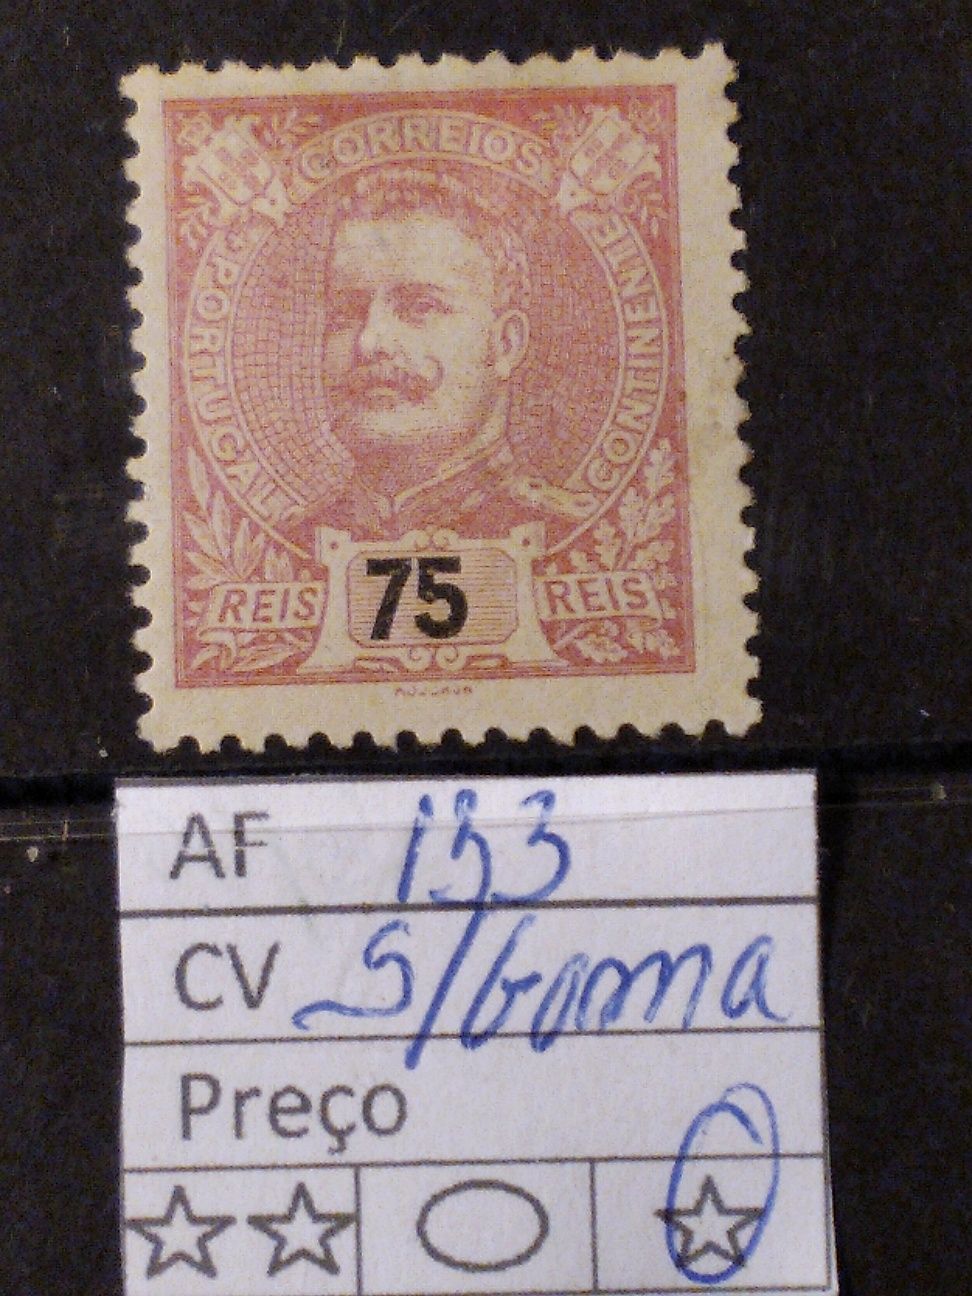 CORREIOS
PORTUGAL
CONTINENTE
75
REIS
REIS
AF 133
CV S/Goma
Preço